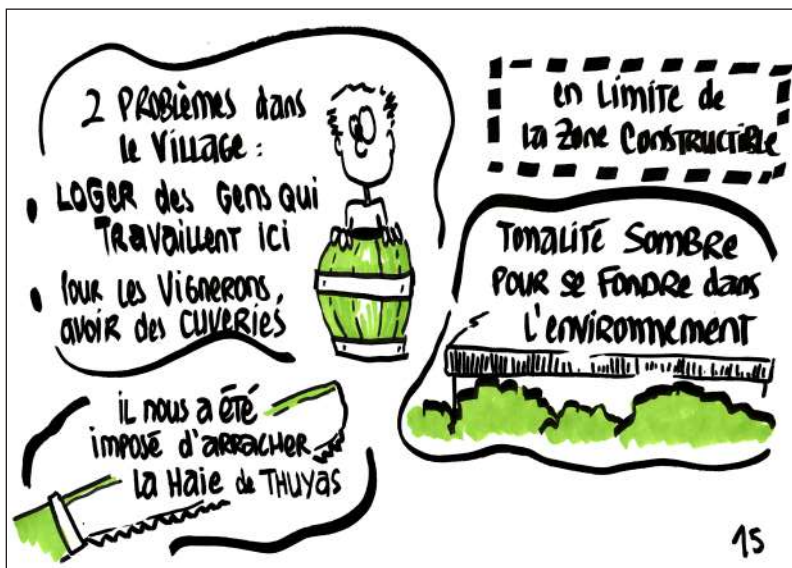 2 PROBLÈMES dans
le VILLAGE :
• LOGER des GENS QUI
TRAVAILLENT ICI
• POUR LES VIGNERONS,
avoir des CUVERIES
en LIMITE de
la Zone CONSTRUCTIBLE
TONALITÉ SOMBRE
POUR se FONDRE dans
L'environnement
il nous a été
imposé d'arracher
la Haie de THUYAS
15